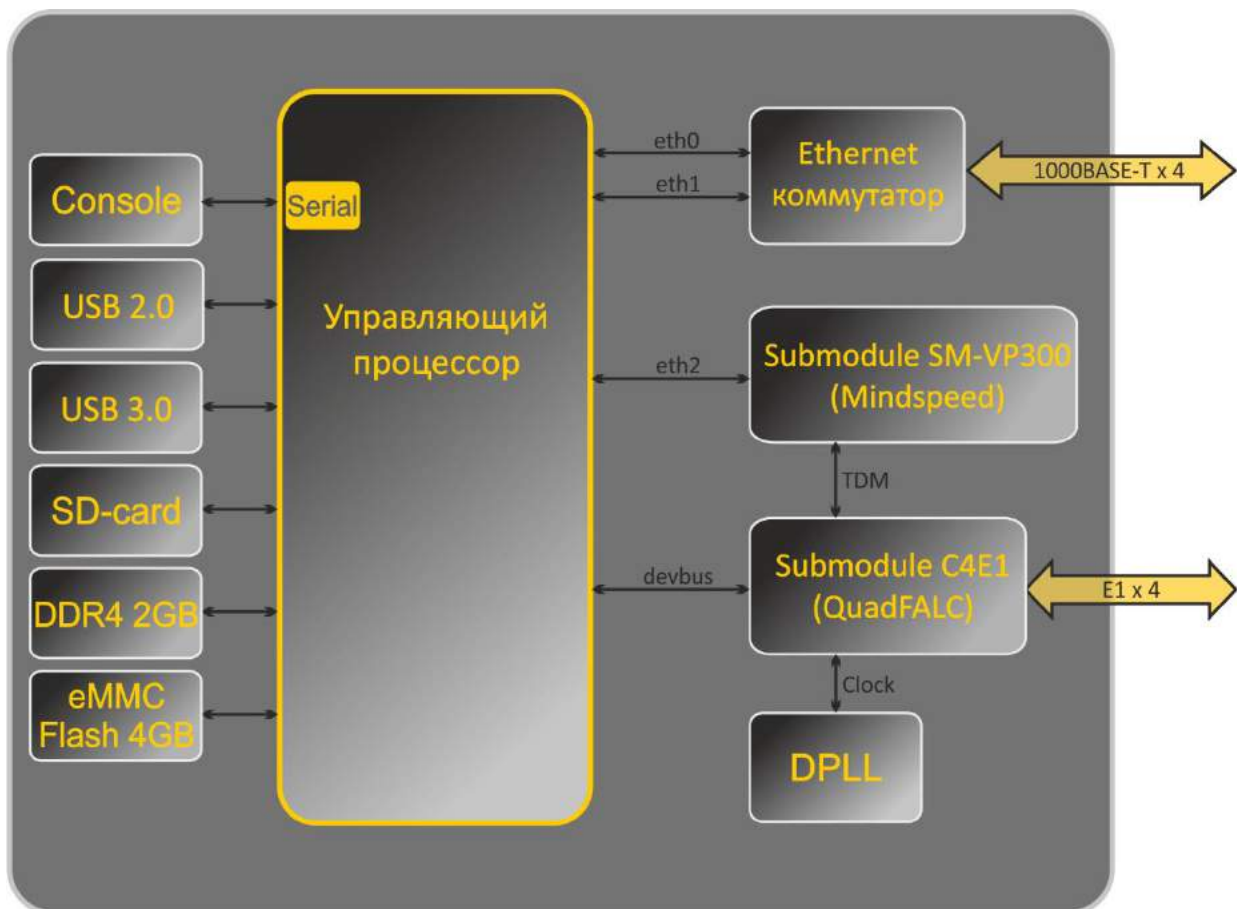 Console
USB 2.0
USB 3.0
SD-card
DDR4 2GB
eMMC
Flash 4GB
Serial
Управляющий
процессор
eth0
eth1
eth2
devbus
Ethernet
коммутатор
1000BASE-T x 4
Submodule SM-VP300
(Mindspeed)
TDM
Submodule C4E1
(QuadFALC)
E1 x 4
Clock
DPLL